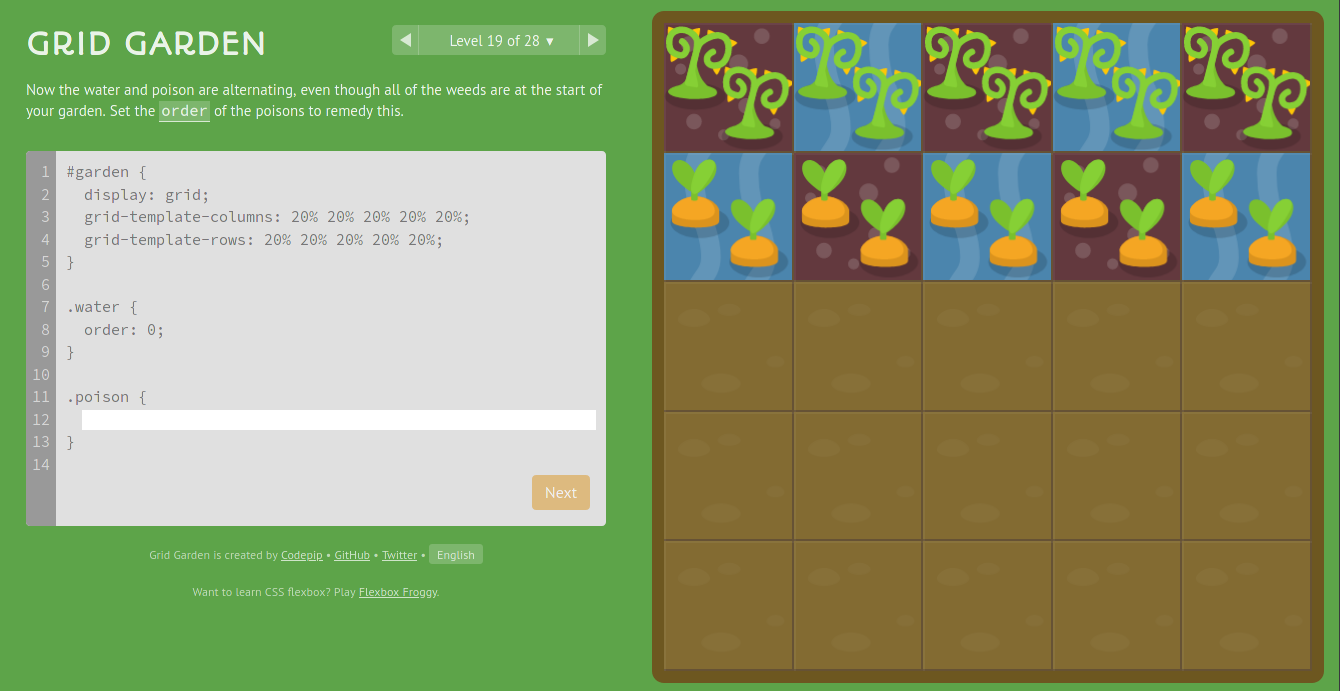 GRID GARDEN
◀ Level 19 of 28 ▾ ▶
Now the water and poison are alternating, even though all of the weeds are at the start of
your garden. Set the order of the poisons to remedy this.
1 #garden {
2   display: grid;
3   grid-template-columns: 20% 20% 20% 20% 20%;
4   grid-template-rows: 20% 20% 20% 20% 20%;
5 }
6
7 .water {
8   order: 0;
9 }
10
11 .poison {
12
13 }
14
Next
Grid Garden is created by Codepip • GitHub • Twitter • English
Want to learn CSS flexbox? Play Flexbox Froggy.